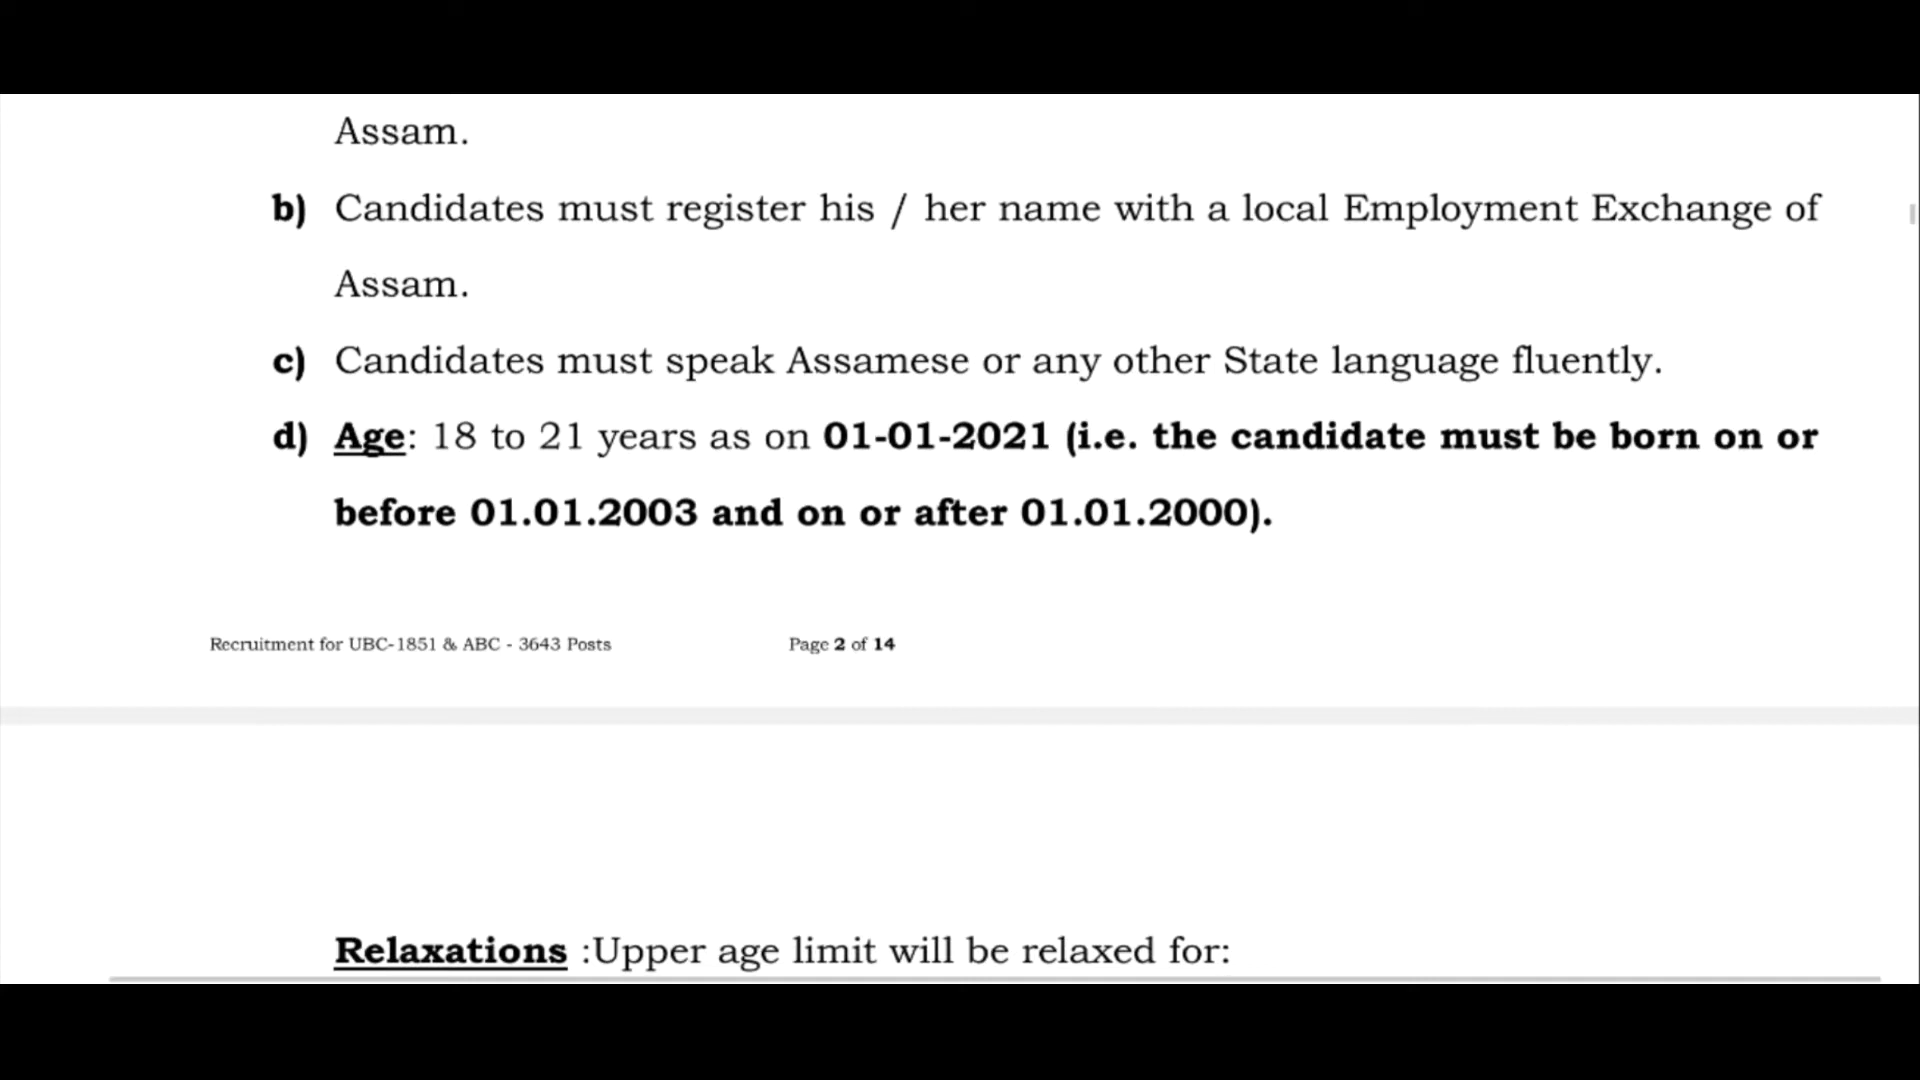 Assam.
b) Candidates must register his / her name with a local Employment Exchange of
Assam.
c) Candidates must speak Assamese or any other State language fluently.
d) Age: 18 to 21 years as on 01-01-2021 (i.e. the candidate must be born on or
before 01.01.2003 and on or after 01.01.2000).
Recruitment for UBC-1851 & ABC - 3643 Posts Page 2 of 14
Relaxations :Upper age limit will be relaxed for: